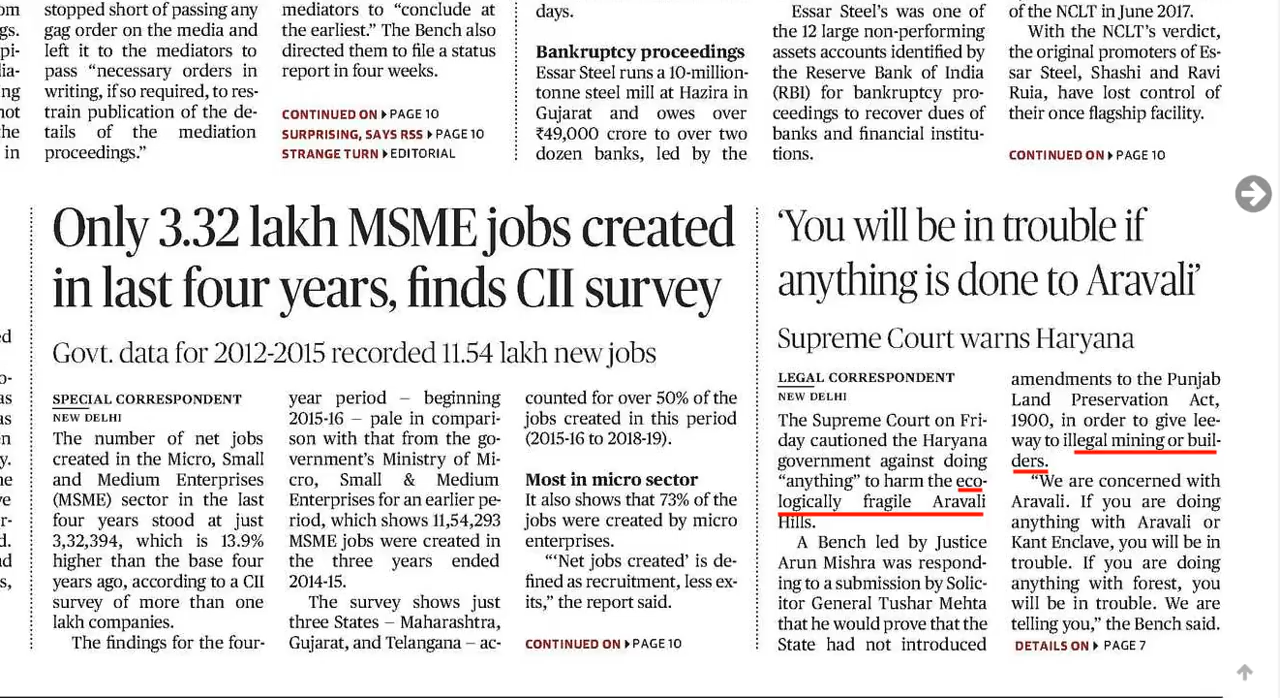 om
gs.
pi-
ia-
ng
not
the
in
stopped short of passing any
gag order on the media and
left it to the mediators to
pass “necessary orders in
writing, if so required, to res-
train publication of the de-
tails of the mediation
proceedings.”
mediators to “conclude at
the earliest.” The Bench also
directed them to file a status
report in four weeks.
CONTINUED ON PAGE 10
SURPRISING, SAYS RSS PAGE 10
STRANGE TURN EDITORIAL
days.
Bankruptcy proceedings
Essar Steel runs a 10-million-
tonne steel mill at Hazira in
Gujarat and owes over
₹49,000 crore to over two
dozen banks, led by the
Essar Steel’s was one of
the 12 large non-performing
assets accounts identified by
the Reserve Bank of India
(RBI) for bankruptcy pro-
ceedings to recover dues of
banks and financial institu-
tions.
of the NCLT in June 2017.
With the NCLT’s verdict,
the original promoters of Es-
sar Steel, Shashi and Ravi
Ruia, have lost control of
their once flagship facility.
CONTINUED ON PAGE 10
Only 3.32 lakh MSME jobs created
in last four years, finds CII survey
Govt. data for 2012-2015 recorded 11.54 lakh new jobs
SPECIAL CORRESPONDENT
NEW DELHI
The number of net jobs
created in the Micro, Small
and Medium Enterprises
(MSME) sector in the last
four years stood at just
3,32,394, which is 13.9%
higher than the base four
years ago, according to a CII
survey of more than one
lakh companies.
The findings for the four-
year period – beginning
2015-16 – pale in compari-
son with that from the go-
vernment’s Ministry of Mi-
cro, Small & Medium
Enterprises for an earlier pe-
riod, which shows 11,54,293
MSME jobs were created in
the three years ended
2014-15.
The survey shows just
three States – Maharashtra,
Gujarat, and Telangana – ac-
counted for over 50% of the
jobs created in this period
(2015-16 to 2018-19).
Most in micro sector
It also shows that 73% of the
jobs were created by micro
enterprises.
“‘Net jobs created’ is de-
fined as recruitment, less ex-
its,” the report said.
CONTINUED ON PAGE 10
‘You will be in trouble if
anything is done to Aravali’
Supreme Court warns Haryana
LEGAL CORRESPONDENT
NEW DELHI
The Supreme Court on Fri-
day cautioned the Haryana
government against doing
“anything” to harm the eco-
logically fragile Aravali
Hills.
A Bench led by Justice
Arun Mishra was respond-
ing to a submission by Solic-
itor General Tushar Mehta
that he would prove that the
State had not introduced
amendments to the Punjab
Land Preservation Act,
1900, in order to give lee-
way to illegal mining or buil-
ders.
“We are concerned with
Aravali. If you are doing
anything with Aravali or
Kant Enclave, you will be in
trouble. If you are doing
anything with forest, you
will be in trouble. We are
telling you,” the Bench said.
DETAILS ON PAGE 7